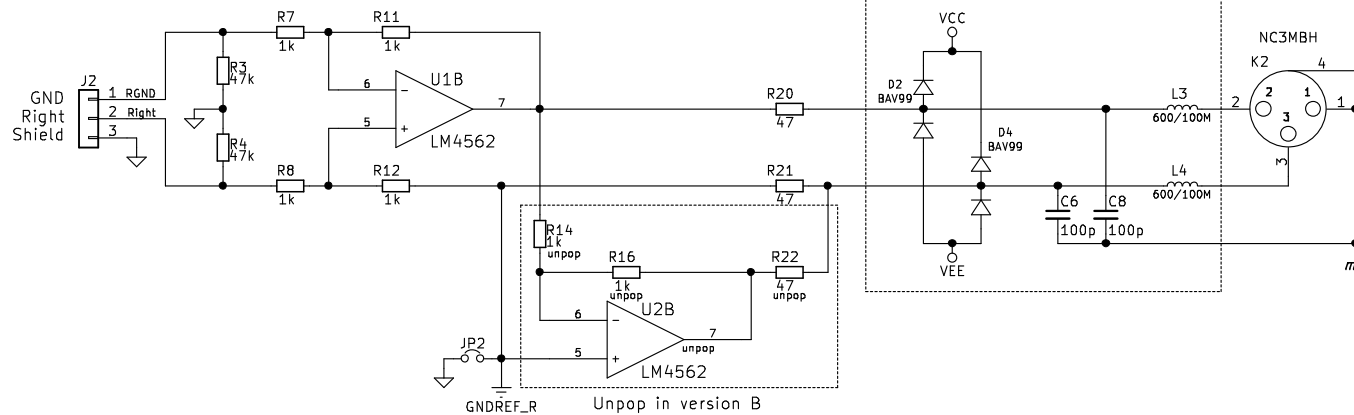 R7
1k
R11
1k
R3
47k
J2
GND
Right
Shield
1
RGND
2
Right
3
R4
47k
R8
1k
R12
1k
6
−
5
+
U1B
7
LM4562
R20
47
R21
47
R14
1k
unpop
R16
1k
unpop
R22
47
unpop
6
−
5
+
U2B
7
unpop
LM4562
JP2
GNDREF_R
Unpop in version B
VCC
D2
BAV99
D4
BAV99
VEE
C6
100p
C8
100p
L3
600/100M
L4
600/100M
NC3MBH
K2
4
2
2
1
1
3
3
m